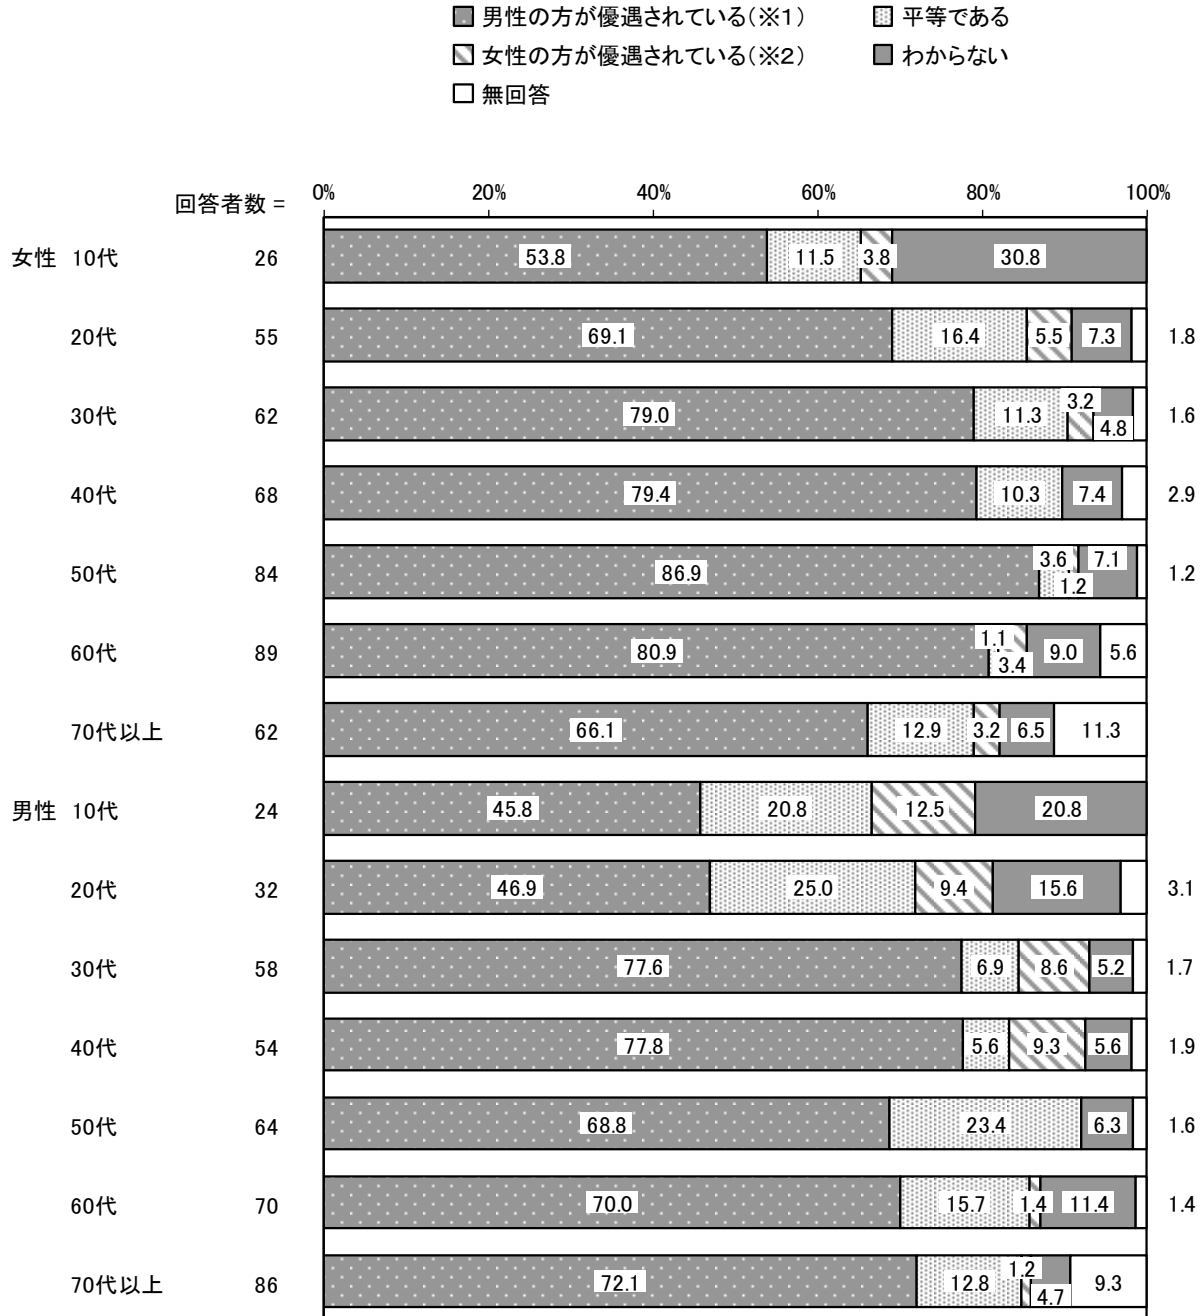 男性の方が優遇されている(※1) 平等である
女性の方が優遇されている(※2) わからない
無回答
回答者数 = 0% 20% 40% 60% 80% 100%
女性 10代 26 53.8 11.5 3.8 30.8
20代 55 69.1 16.4 5.5 7.3 1.8
30代 62 79.0 11.3 3.2 4.8 1.6
40代 68 79.4 10.3 7.4 2.9
50代 84 86.9 3.6 1.2 7.1 1.2
60代 89 80.9 1.1 3.4 9.0 5.6
70代以上 62 66.1 12.9 3.2 6.5 11.3
男性 10代 24 45.8 20.8 12.5 20.8
20代 32 46.9 25.0 9.4 15.6 3.1
30代 58 77.6 6.9 8.6 5.2 1.7
40代 54 77.8 5.6 9.3 5.6 1.9
50代 64 68.8 23.4 6.3 1.6
60代 70 70.0 15.7 1.4 11.4 1.4
70代以上 86 72.1 12.8 1.2 4.7 9.3